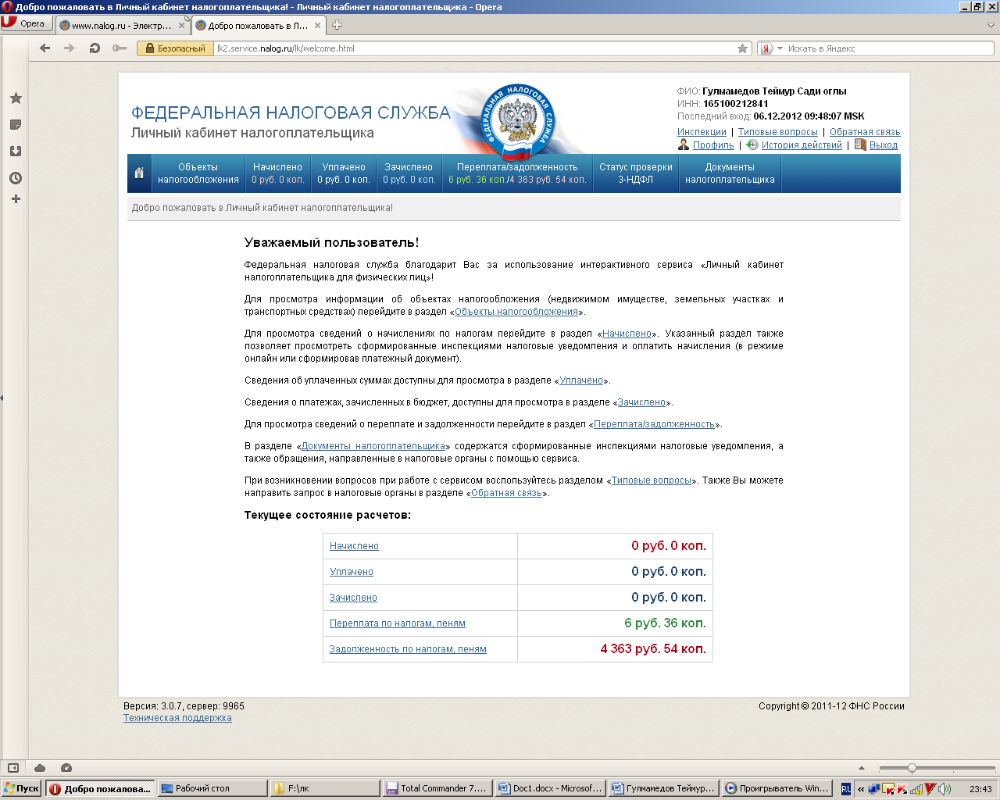 Добро пожаловать в Личный кабинет налогоплательщика! - Личный кабинет налогоплательщика - Opera
Opera
www.nalog.ru - Электр...
Добро пожаловать в Л...
Безопасный
lk2.service.nalog.ru/lk/welcome.html
Искать в Яндекс
ФИО: Гулмамедов Теймур Сади оглы
ИНН: 165100212841
Последний вход: 06.12.2012 09:48:07 MSK
Инспекции | Типовые вопросы | Обратная связь
Профиль | История действий | Выход
ФЕДЕРАЛЬНАЯ НАЛОГОВАЯ СЛУЖБА
Личный кабинет налогоплательщика
ФЕДЕРАЛЬНАЯ НАЛОГОВАЯ СЛУЖБА
Объекты налогообложения
Начислено 0 руб. 0 коп.
Уплачено 0 руб. 0 коп.
Зачислено 0 руб. 0 коп.
Переплата/задолженность 6 руб. 36 коп./4 363 руб. 54 коп.
Статус проверки 3-НДФЛ
Документы налогоплательщика
Добро пожаловать в Личный кабинет налогоплательщика!
Уважаемый пользователь!
Федеральная налоговая служба благодарит Вас за использование интерактивного сервиса «Личный кабинет
налогоплательщика для физических лиц»!
Для просмотра информации об объектах налогообложения (недвижимом имуществе, земельных участках и
транспортных средствах) перейдите в раздел «Объекты налогообложения».
Для просмотра сведений о начислениях по налогам перейдите в раздел «Начислено». Указанный раздел также
позволяет просмотреть сформированные инспекциями налоговые уведомления и оплатить начисления (в режиме
онлайн или сформировав платежный документ).
Сведения об уплаченных суммах доступны для просмотра в разделе «Уплачено».
Сведения о платежах, зачисленных в бюджет, доступны для просмотра в разделе «Зачислено».
Для просмотра сведений о переплате и задолженности перейдите в раздел «Переплата/задолженность».
В разделе «Документы налогоплательщика» содержатся сформированные инспекциями налоговые уведомления, а
также обращения, направленные в налоговые органы с помощью сервиса.
При возникновении вопросов при работе с сервисом воспользуйтесь разделом «Типовые вопросы». Также Вы можете
направить запрос в налоговые органы в разделе «Обратная связь».
Текущее состояние расчетов:
Начислено 0 руб. 0 коп.
Уплачено 0 руб. 0 коп.
Зачислено 0 руб. 0 коп.
Переплата по налогам, пеням 6 руб. 36 коп.
Задолженность по налогам, пеням 4 363 руб. 54 коп.
Версия: 3.0.7, сервер: 9965
Copyright © 2011-12 ФНС России
Техническая поддержка
Пуск
Добро пожалова...
Рабочий стол
F:\лк
Total Commander 7....
Doc1.docx - Microsof...
Гулмамедов Теймур...
Проигрыватель Win...
RU
«
23:43